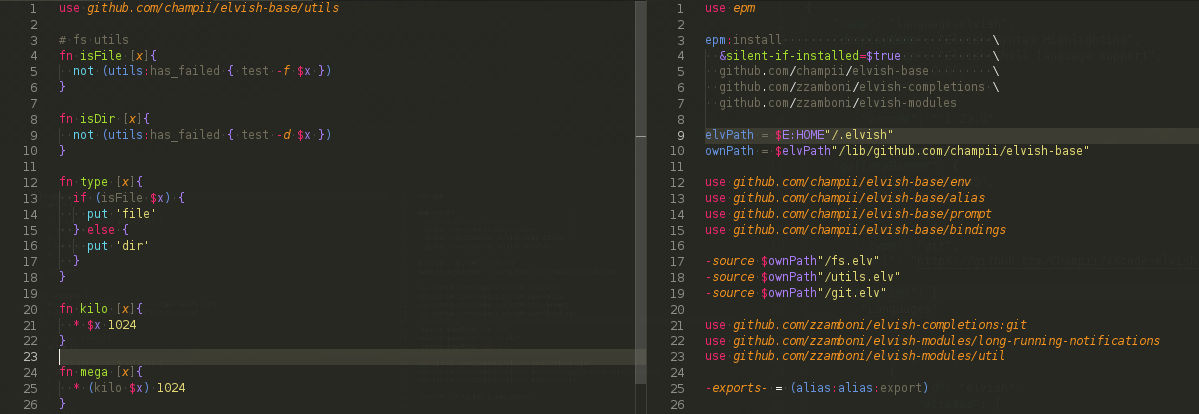 1 use github.com/champii/elvish-base/utils
2
3 # fs utils
4 fn isFile [x]{
5   not (utils:has_failed { test -f $x })
6 }
7
8 fn isDir [x]{
9   not (utils:has_failed { test -d $x })
10 }
11
12 fn type [x]{
13   if (isFile $x) {
14     put 'file'
15   } else {
16     put 'dir'
17   }
18 }
19
20 fn kilo [x]{
21   * $x 1024
22 }
23
24 fn mega [x]{
25   * (kilo $x) 1024
26 }
1 use epm
2
3 epm:install \
4   &silent-if-installed=$true \
5   github.com/champii/elvish-base \
6   github.com/zzamboni/elvish-completions \
7   github.com/zzamboni/elvish-modules
8
9 elvPath = $E:HOME"/.elvish"
10 ownPath = $elvPath"/lib/github.com/champii/elvish-base"
11
12 use github.com/champii/elvish-base/env
13 use github.com/champii/elvish-base/alias
14 use github.com/champii/elvish-base/prompt
15 use github.com/champii/elvish-base/bindings
16
17 -source $ownPath"/fs.elv"
18 -source $ownPath"/utils.elv"
19 -source $ownPath"/git.elv"
20
21 use github.com/zzamboni/elvish-completions:git
22 use github.com/zzamboni/elvish-modules/long-running-notifications
23 use github.com/zzamboni/elvish-modules/util
24
25 -exports- = (alias:alias:export)
26